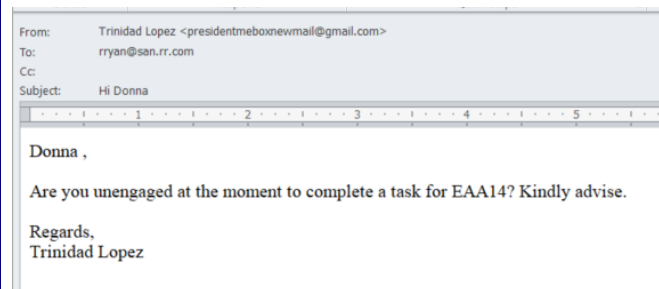 From: Trinidad Lopez <presidentmeboxnewmail@gmail.com>
To: rryan@san.rr.com
Cc:
Subject: Hi Donna
1 2 3 4 5
Donna ,
Are you unengaged at the moment to complete a task for EAA14? Kindly advise.
Regards,
Trinidad Lopez